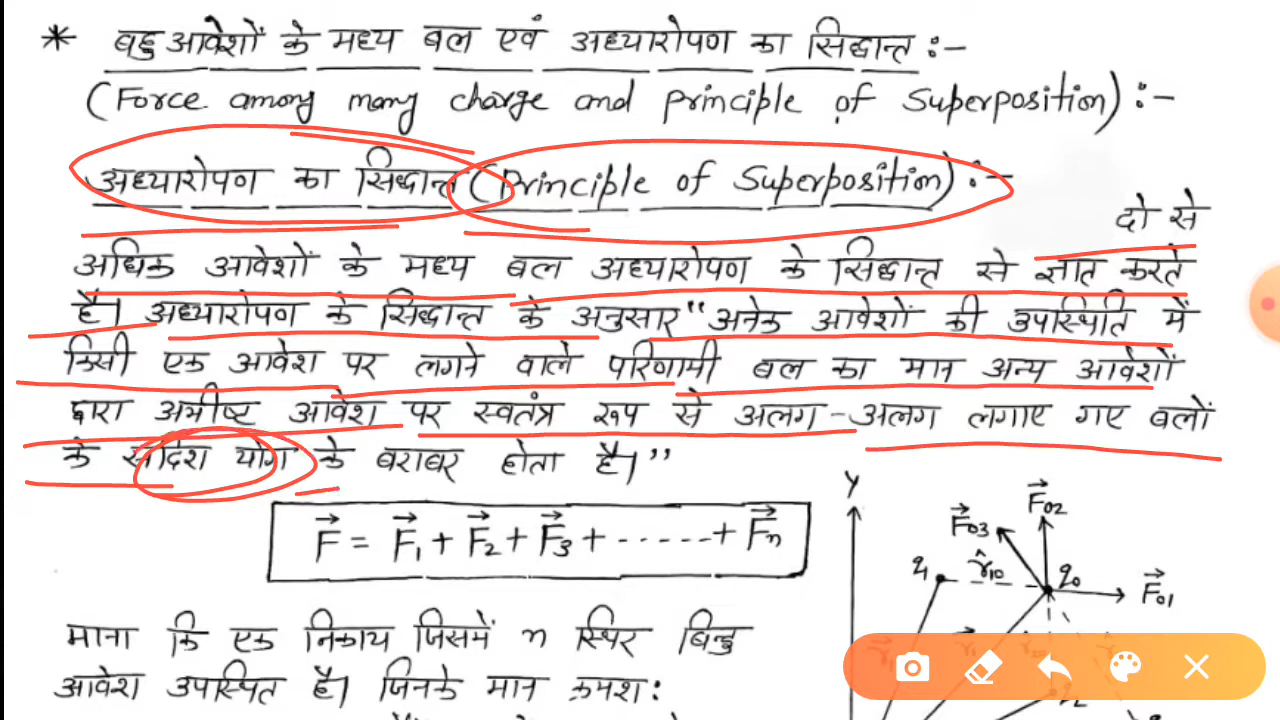 * बहु आवेशों के मध्य बल एवं अध्यारोपण का सिद्धान्त :-
(Force among many charge and principle of Superposition) :-
अध्यारोपण का सिद्धान्त (Principle of Superposition) :-
दो से
अधिक आवेशों के मध्य बल अध्यारोपण के सिद्धान्त से ज्ञात करते
है। अध्यारोपण के सिद्धान्त के अनुसार "अनेक आवेशों की उपस्थिति में
किसी एक आवेश पर लगने वाले परिणामी बल का मान अन्य आवेशों
द्वारा अभीष्ट आवेश पर स्वतंत्र रूप से अलग-अलग लगाए गए बलों
के सदिश योग के बराबर होता है।"
F⃗ = F⃗₁ + F⃗₂ + F⃗₃ + ...... + F⃗n
Y
F⃗₀₂
F⃗₀₃
q₁ r̂₁₀ q₀ F⃗₀₁
माना कि एक निकाय जिसमें n स्थिर बिन्दु
आवेश उपस्थित है। जिनके मान क्रमश: